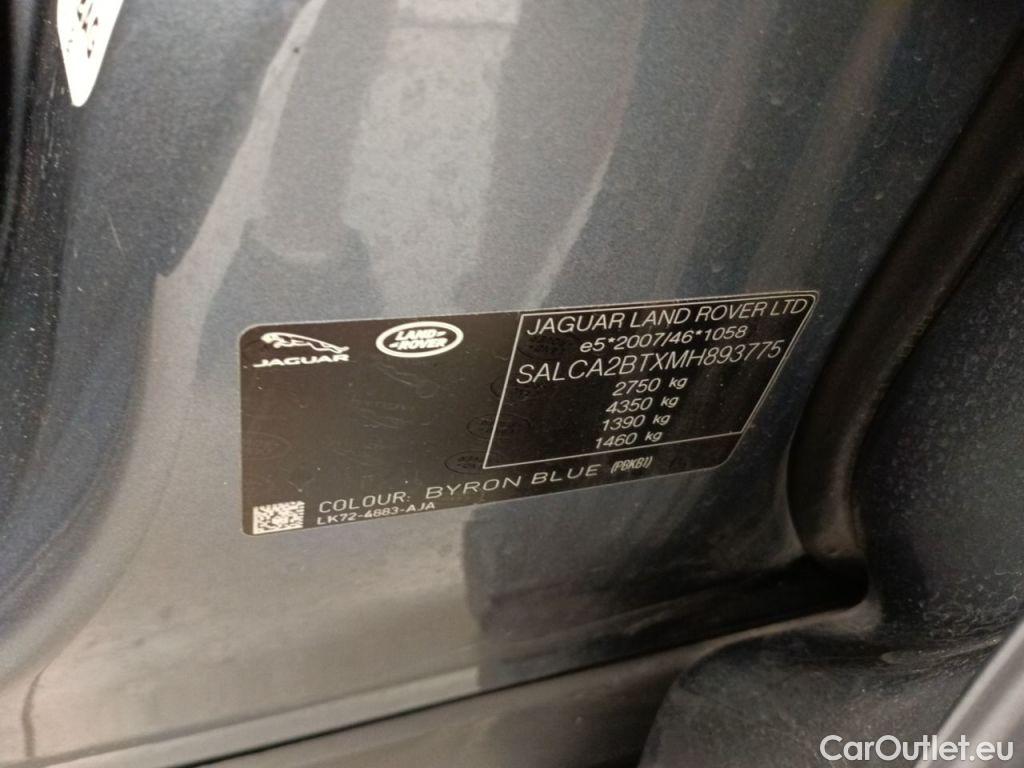 JAGUAR
LAND-
-ROVER
JAGUAR LAND ROVER LTD
e5*2007/46*1058
SALCA2BTXMH893775
2750 kg
4350 kg
1390 kg
1460 kg
COLOUR: BYRON BLUE (PBKB1)
LK72-4883-AJA
CarOutlet.eu